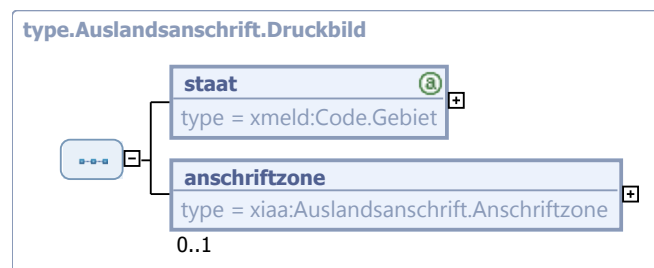 type.Auslandsanschrift.Druckbild
staat
type = xmeld:Code.Gebiet
anschriftzone
type = xiaa:Auslandsanschrift.Anschriftzone
0..1